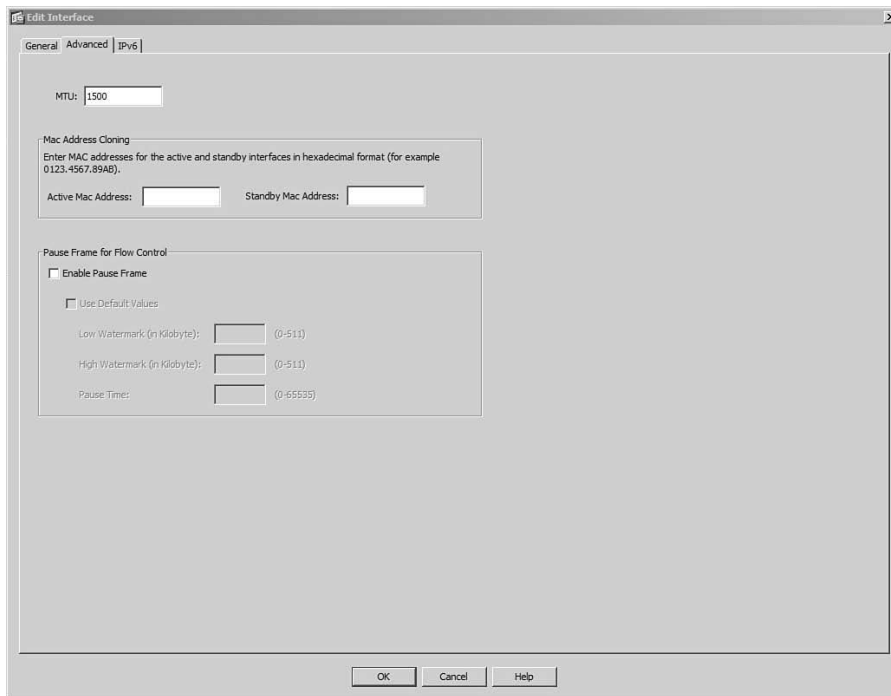 Edit Interface
General Advanced IPv6
MTU: 1500
Mac Address Cloning
Enter MAC addresses for the active and standby interfaces in hexadecimal format (for example
0123.4567.89AB).
Active Mac Address: Standby Mac Address:
Pause Frame for Flow Control
Enable Pause Frame
Use Default Values
Low Watermark (in Kilobyte): (0-511)
High Watermark (in Kilobyte): (0-511)
Pause Time: (0-65535)
OK Cancel Help